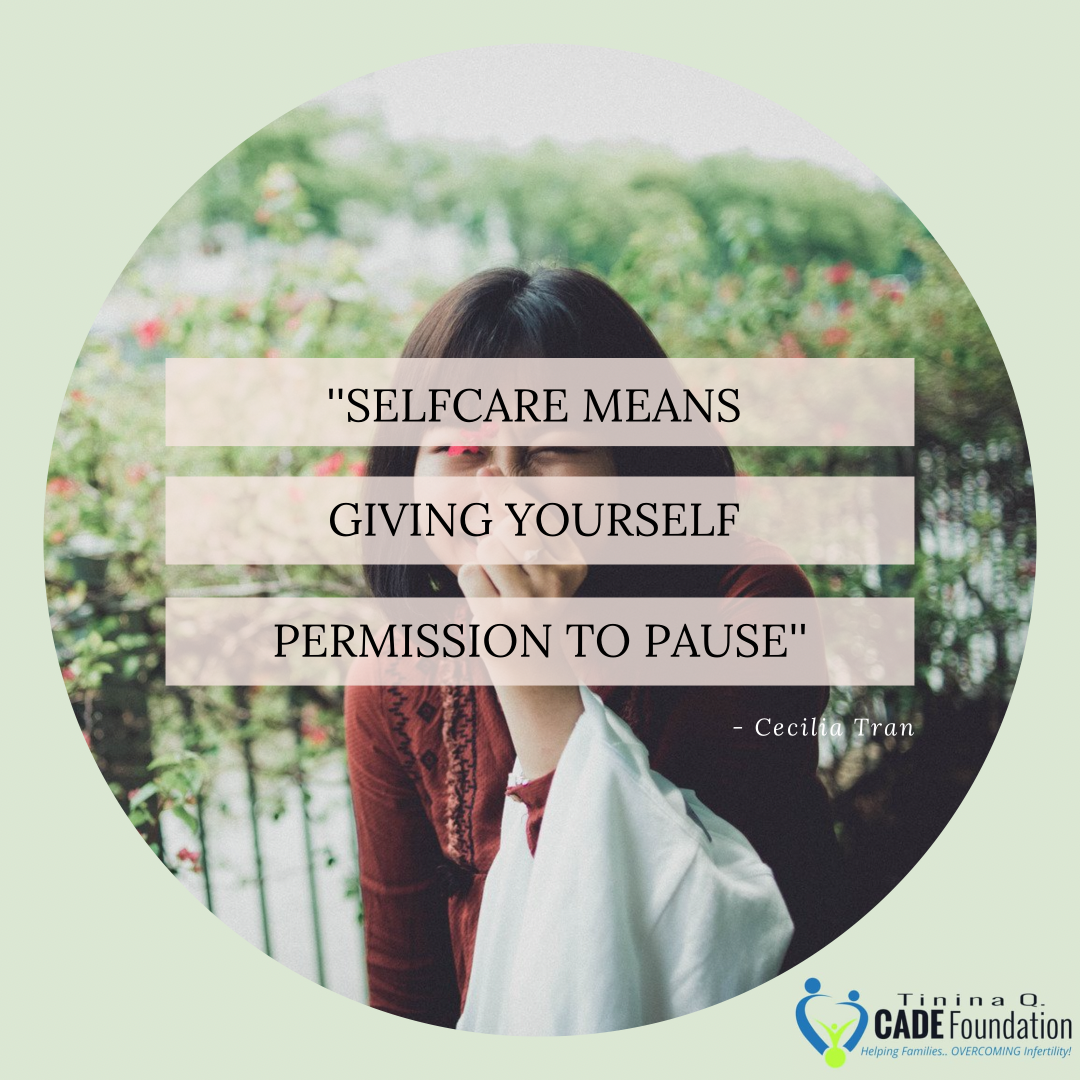 "SELFCARE MEANS
GIVING YOURSELF
PERMISSION TO PAUSE"
- Cecilia Tran
Tinina Q.
CADE Foundation
Helping Families.. OVERCOMING Infertility!